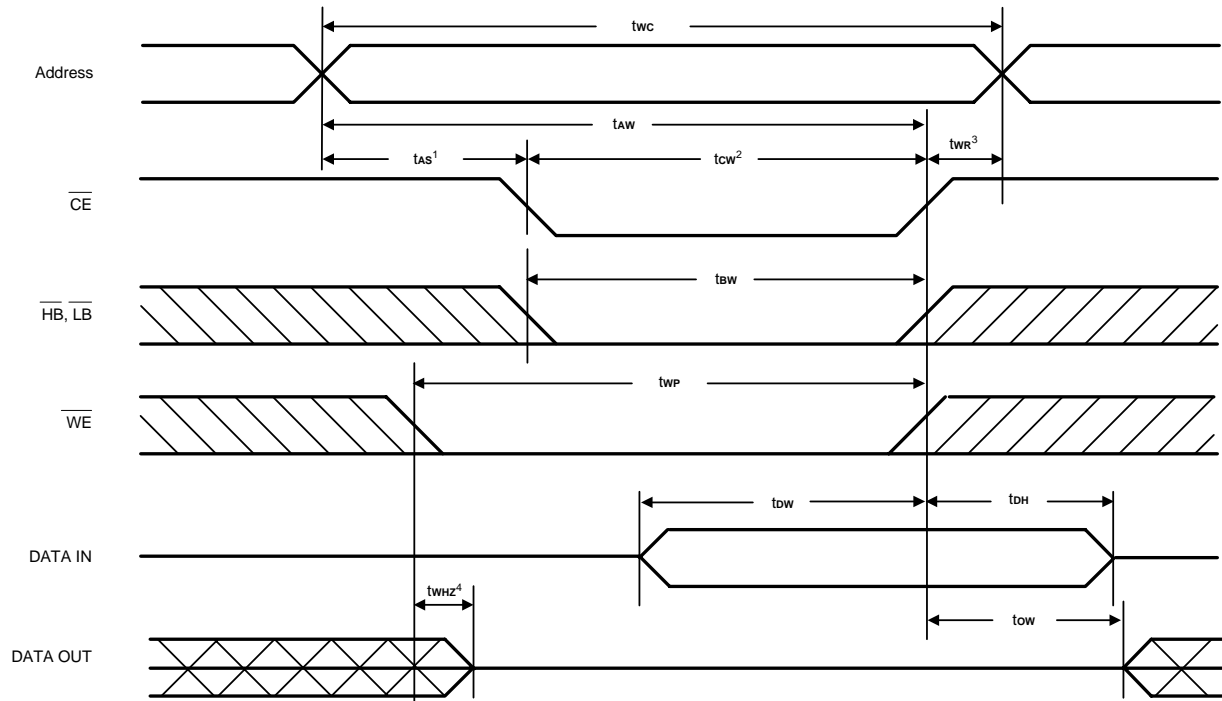 twc
Address
tAW
tAS1 tCW2 tWR3
CE
tBW
HB, LB
tWP
WE
tDW tDH
DATA IN
tWHZ4
tOW
DATA OUT